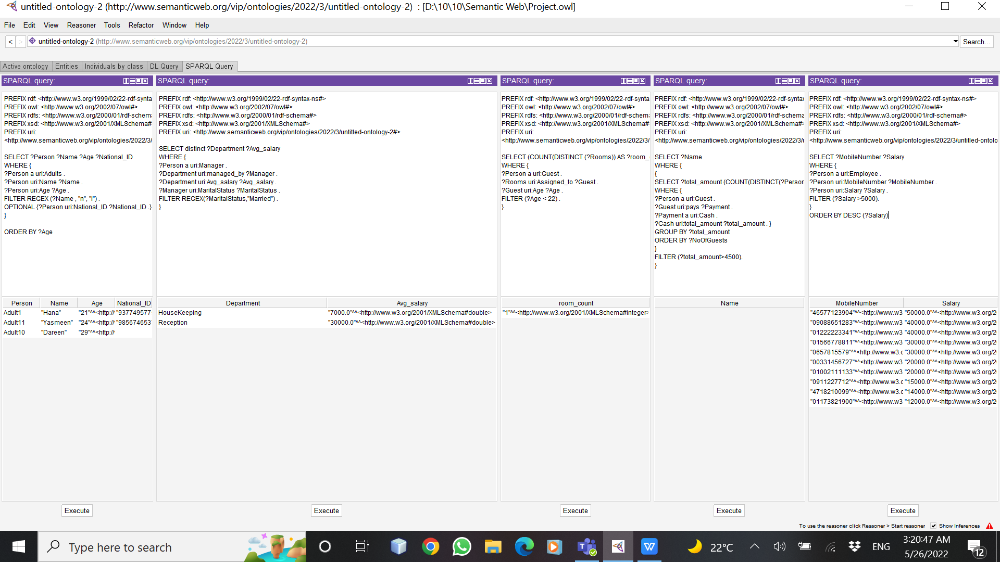 untitled-ontology-2 (http://www.semanticweb.org/vip/ontologies/2022/3/untitled-ontology-2) : [D:\10\10\Semantic Web\Project.owl]
File Edit View Reasoner Tools Refactor Window Help
< > untitled-ontology-2 (http://www.semanticweb.org/vip/ontologies/2022/3/untitled-ontology-2) Search...
Active ontology Entities Individuals by class DL Query SPARQL Query
SPARQL query:
PREFIX rdf: <http://www.w3.org/1999/02/22-rdf-synta
PREFIX owl: <http://www.w3.org/2002/07/owl#>
PREFIX rdfs: <http://www.w3.org/2000/01/rdf-schema
PREFIX xsd: <http://www.w3.org/2001/XMLSchema#
PREFIX uri:
<http://www.semanticweb.org/vip/ontologies/2022/3/
SELECT ?Person ?Name ?Age ?National_ID
WHERE {
?Person a uri:Adults .
?Person uri:Name ?Name .
?Person uri:Age ?Age .
FILTER REGEX (?Name , "n", "i") .
OPTIONAL {?Person uri:National_ID ?National_ID .}
}
ORDER BY ?Age
Person Name Age National_ID
Adult1 "Hana" "21"^^<http:// "937749577
Adult11 "Yasmeen" "24"^^<http:// "985674653
Adult10 "Dareen" "29"^^<http://
Execute
SPARQL query:
PREFIX rdf: <http://www.w3.org/1999/02/22-rdf-syntax-ns#>
PREFIX owl: <http://www.w3.org/2002/07/owl#>
PREFIX rdfs: <http://www.w3.org/2000/01/rdf-schema#>
PREFIX xsd: <http://www.w3.org/2001/XMLSchema#>
PREFIX uri: <http://www.semanticweb.org/vip/ontologies/2022/3/untitled-ontology-2#>
SELECT distinct ?Department ?Avg_salary
WHERE {
?Person a uri:Manager .
?Department uri:managed_by ?Manager .
?Department uri:Avg_salary ?Avg_salary .
?Manager uri:MaritalStatus ?MaritalStatus .
FILTER REGEX(?MaritalStatus,"Married") .
}
Department Avg_salary
HouseKeeping "7000.0"^^<http://www.w3.org/2001/XMLSchema#double>
Reception "30000.0"^^<http://www.w3.org/2001/XMLSchema#double>
Execute
SPARQL query:
PREFIX rdf: <http://www.w3.org/1999/02/22-rdf-synta
PREFIX owl: <http://www.w3.org/2002/07/owl#>
PREFIX rdfs: <http://www.w3.org/2000/01/rdf-schema
PREFIX xsd: <http://www.w3.org/2001/XMLSchema#
PREFIX uri:
<http://www.semanticweb.org/vip/ontologies/2022/3/
SELECT (COUNT(DISTINCT (?Rooms)) AS ?room_
WHERE {
?Person a uri:Guest .
?Rooms uri:Assigned_to ?Guest .
?Guest uri:Age ?Age .
FILTER (?Age < 22) .
}
room_count
"1"^^<http://www.w3.org/2001/XMLSchema#integer>
Execute
SPARQL query:
PREFIX rdf: <http://www.w3.org/1999/02/22-rdf-syntax
PREFIX owl: <http://www.w3.org/2002/07/owl#>
PREFIX rdfs: <http://www.w3.org/2000/01/rdf-schema
PREFIX xsd: <http://www.w3.org/2001/XMLSchema#>
PREFIX uri:
<http://www.semanticweb.org/vip/ontologies/2022/3/u
SELECT ?Name
WHERE {
{
SELECT ?total_amount (COUNT(DISTINCT(?Person
WHERE {
?Person a uri:Guest .
?Guest uri:pays ?Payment .
?Payment a uri:Cash .
?Cash uri:total_amount ?total_amount . }
GROUP BY ?total_amount
ORDER BY ?NoOfGuests
}
FILTER (?total_amount>4500).
}
Name
Execute
SPARQL query:
PREFIX rdf: <http://www.w3.org/1999/02/22-rdf-syntax-ns#>
PREFIX owl: <http://www.w3.org/2002/07/owl#>
PREFIX rdfs: <http://www.w3.org/2000/01/rdf-schema#>
PREFIX xsd: <http://www.w3.org/2001/XMLSchema#>
PREFIX uri:
<http://www.semanticweb.org/vip/ontologies/2022/3/untitled-ontolo
SELECT ?MobileNumber ?Salary
WHERE {
?Person a uri:Employee .
?Person uri:MobileNumber ?MobileNumber .
?Person uri:Salary ?Salary .
FILTER (?Salary >5000).
}
ORDER BY DESC (?Salary)
MobileNumber Salary
"46577123904"^^<http://www.w3 "50000.0"^^<http://www.w3.org/2
"09088651283"^^<http://www.w3 "40000.0"^^<http://www.w3.org/2
"01222223341"^^<http://www.w3 "40000.0"^^<http://www.w3.org/2
"01566778811"^^<http://www.w3 "30000.0"^^<http://www.w3.org/2
"0657815579"^^<http://www.w3.c "30000.0"^^<http://www.w3.org/2
"00331456727"^^<http://www.w3 "20000.0"^^<http://www.w3.org/2
"01002111133"^^<http://www.w3 "20000.0"^^<http://www.w3.org/2
"0911227712"^^<http://www.w3.c "15000.0"^^<http://www.w3.org/2
"4718210099"^^<http://www.w3.c "14000.0"^^<http://www.w3.org/2
"01173821900"^^<http://www.w3 "12000.0"^^<http://www.w3.org/2
Execute
To use the reasoner click Reasoner > Start reasoner Show Inferences
Type here to search
W
22°C
ENG
3:20:47 AM
5/26/2022
12